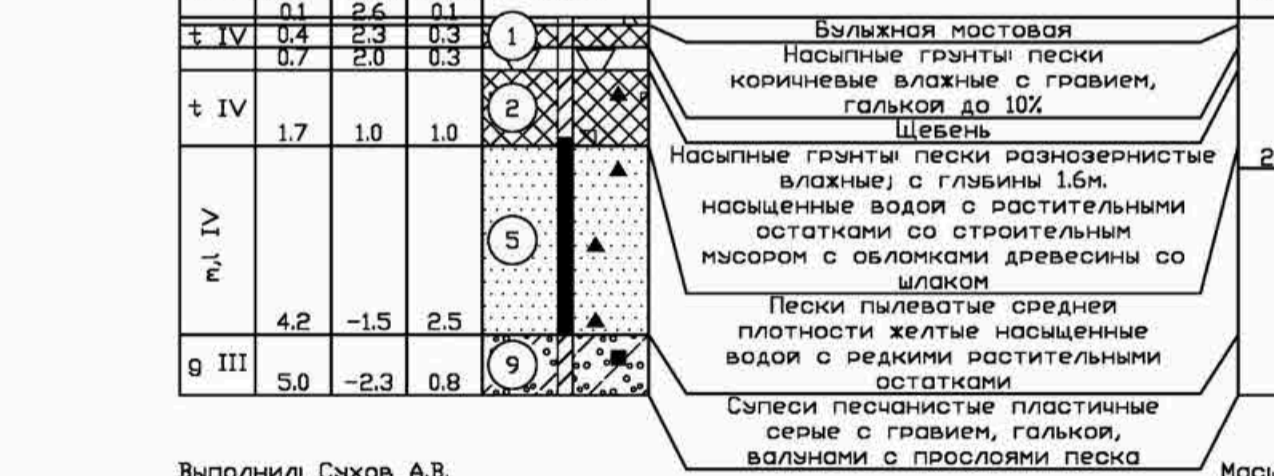 0.1 2.6 0.1
t IV 0.4 2.3 0.3 1
0.7 2.0 0.3
t IV 2
1.7 1.0 1.0
m,l IV 5
4.2 -1.5 2.5
g III 9
5.0 -2.3 0.8
Булыжная мостовая
Насыпные грунты: пески
коричневые влажные с гравием,
галькой до 10%
Щебень
Насыпные грунты: пески разнозернистые
влажные; с глубины 1.6м.
насыщенные водой с растительными
остатками со строительным
мусором с обломками древесины со
шлаком
Пески пылеватые средней
плотности желтые насыщенные
водой с редкими растительными
остатками
Супеси песчанистые пластичные
серые с гравием, галькой,
валунами с прослоями песка
2
Выполнил: Сухов А.В.